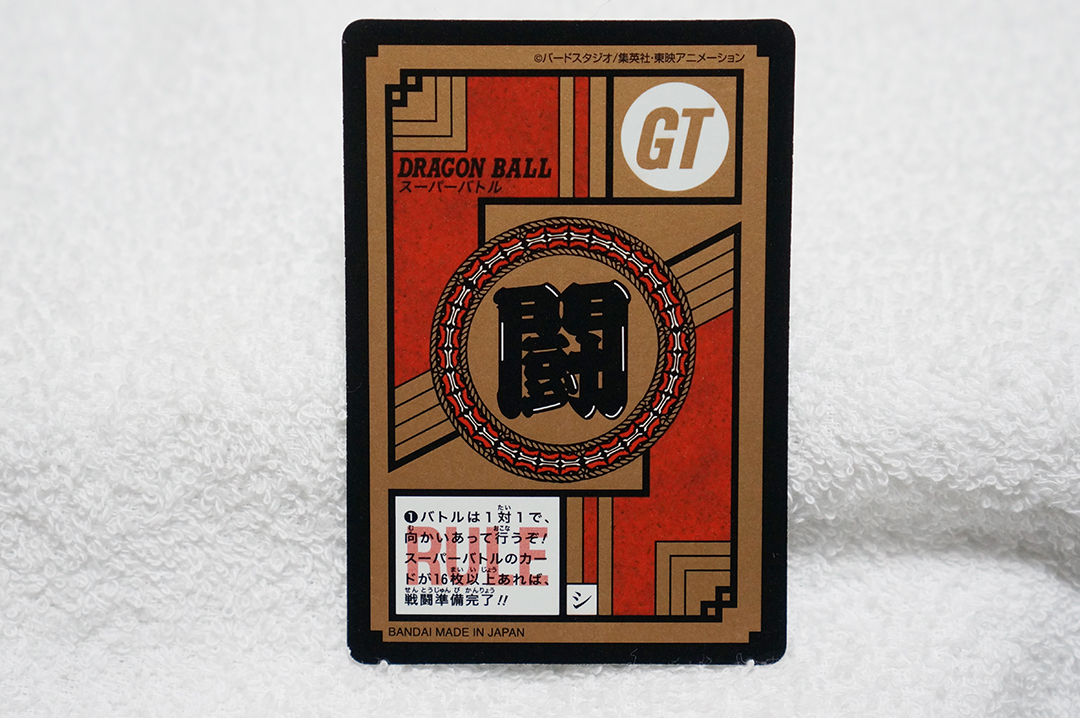 ©バードスタジオ/集英社・東映アニメーション
GT
DRAGON BALL
スーパーバトル
闘
RULE
❶バトルは1対1で、
向かいあって行うぞ!
スーパーバトルのカー
ドが16枚以上あれば、
戦闘準備完了!!
シ
BANDAI MADE IN JAPAN